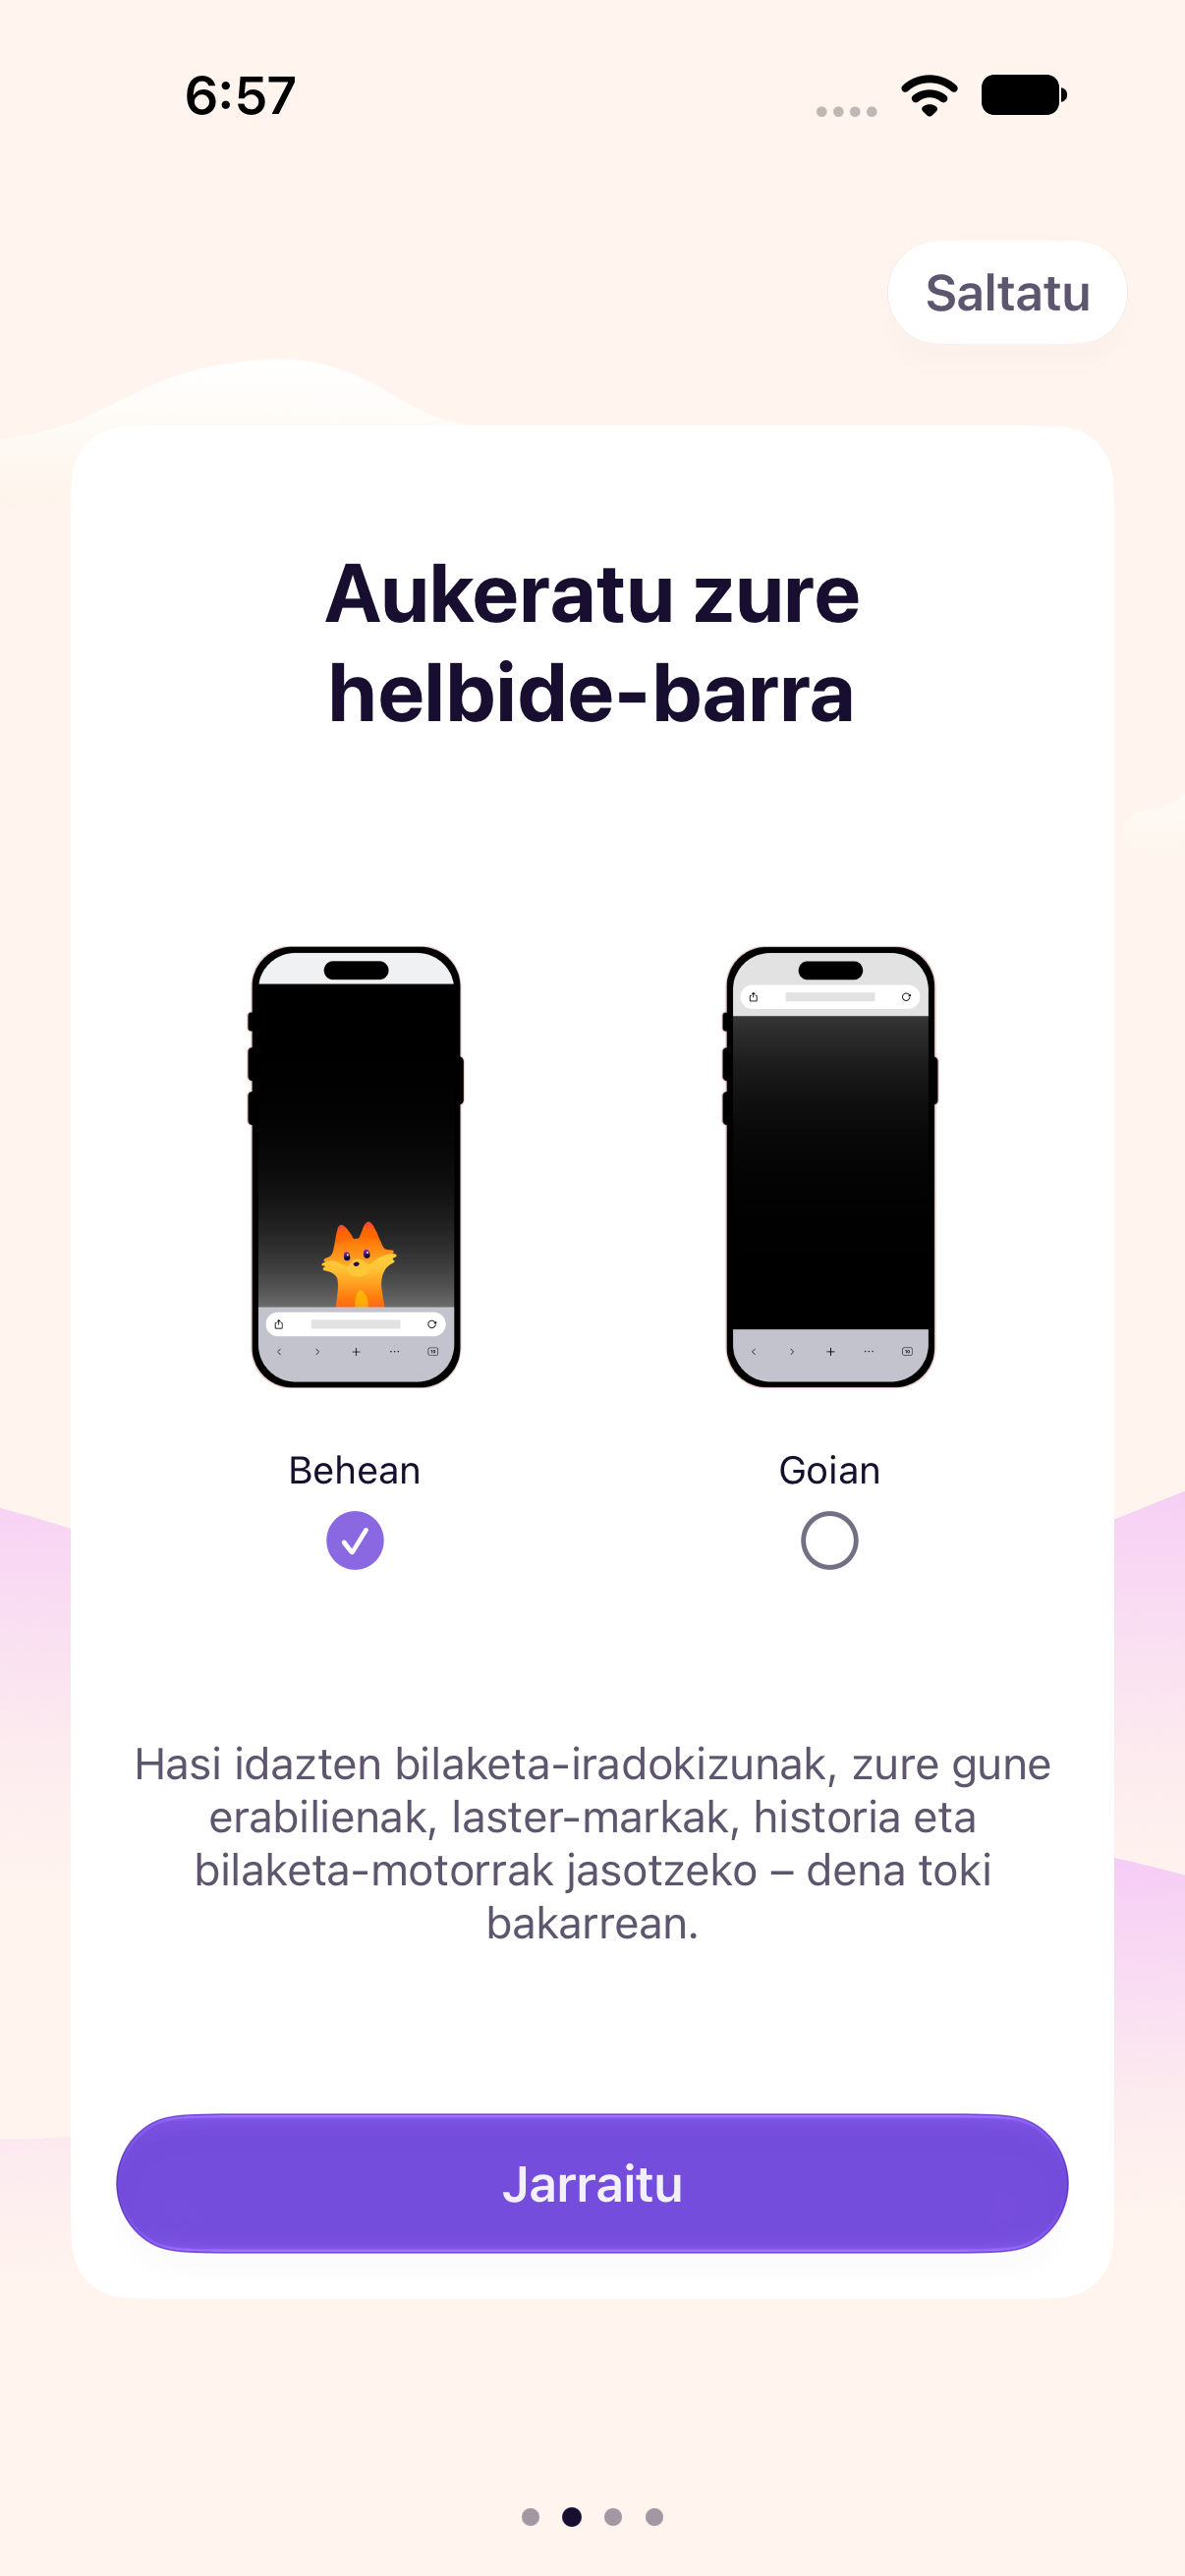 6:57
Saltatu
Aukeratu zure
helbide-barra
Behean
Goian
Hasi idazten bilaketa-iradokizunak, zure gune
erabilienak, laster-markak, historia eta
bilaketa-motorrak jasotzeko – dena toki
bakarrean.
Jarraitu